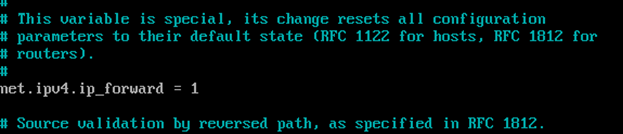 #
# This variable is special, its change resets all configuration
# parameters to their default state (RFC 1122 for hosts, RFC 1812 for
# routers).
#
net.ipv4.ip_forward = 1
# Source validation by reversed path, as specified in RFC 1812.